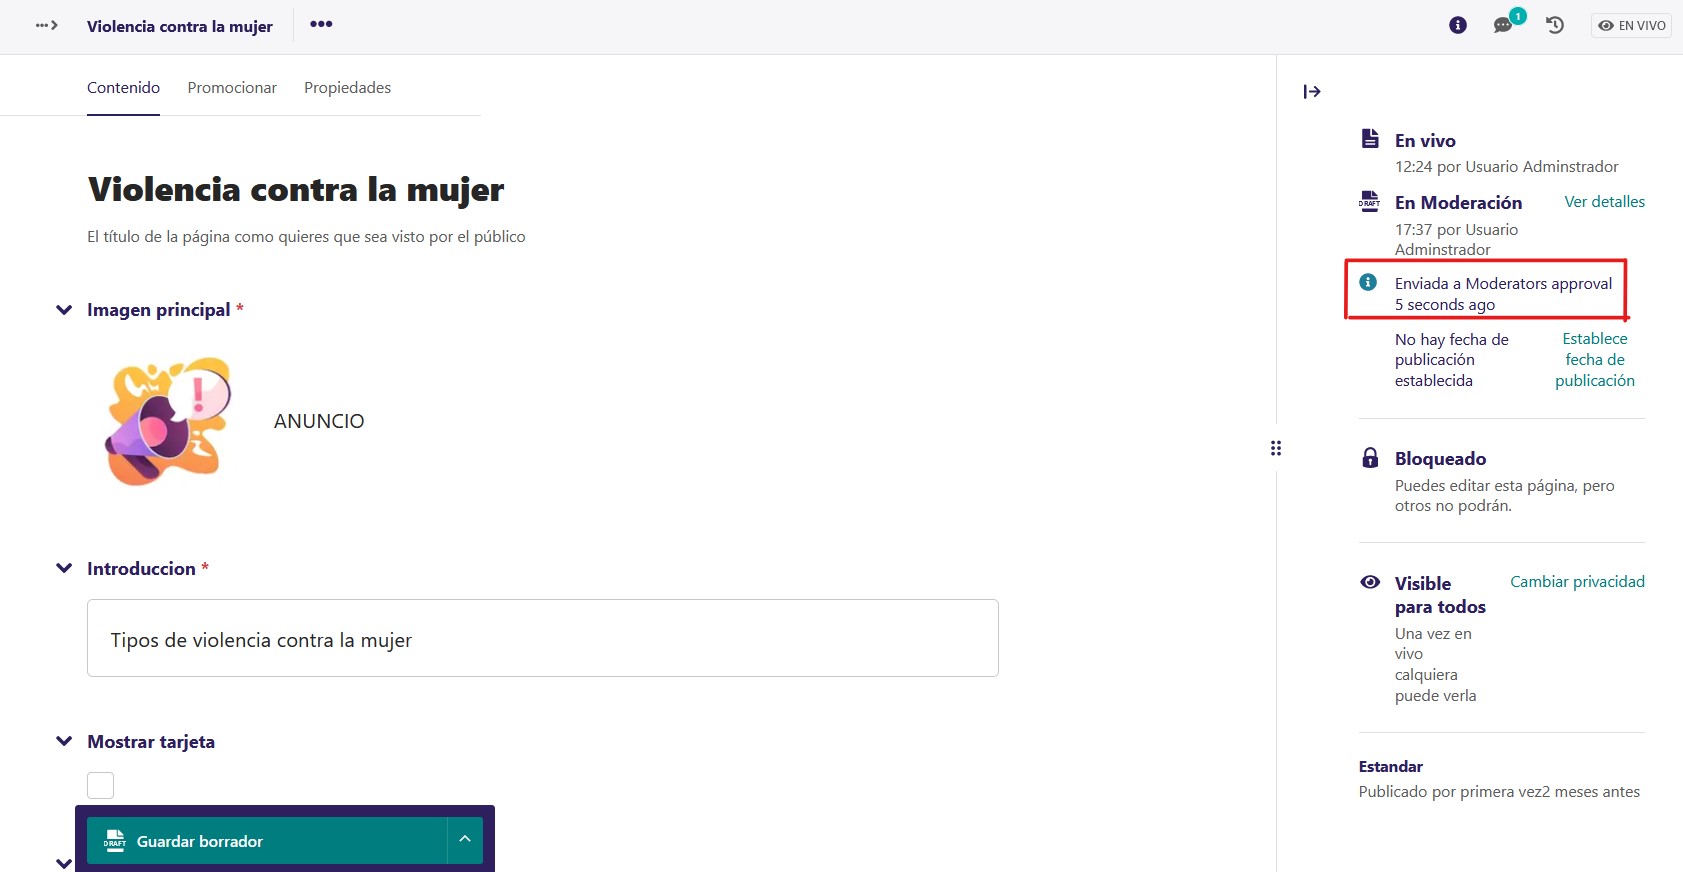 Violencia contra la mujer
1
EN VIVO
Contenido Promocionar Propiedades
Violencia contra la mujer
El título de la página como quieres que sea visto por el público
Imagen principal *
ANUNCIO
Introduccion *
Tipos de violencia contra la mujer
Mostrar tarjeta
DRAFT Guardar borrador
En vivo
12:24 por Usuario Adminstrador
DRAFT En Moderación Ver detalles
17:37 por Usuario
Adminstrador
Enviada a Moderators approval
5 seconds ago
No hay fecha de
publicación
establecida
Establece
fecha de
publicación
Bloqueado
Puedes editar esta página, pero
otros no podrán.
Visible
para todos
Cambiar privacidad
Una vez en
vivo
calquiera
puede verla
Estandar
Publicado por primera vez2 meses antes